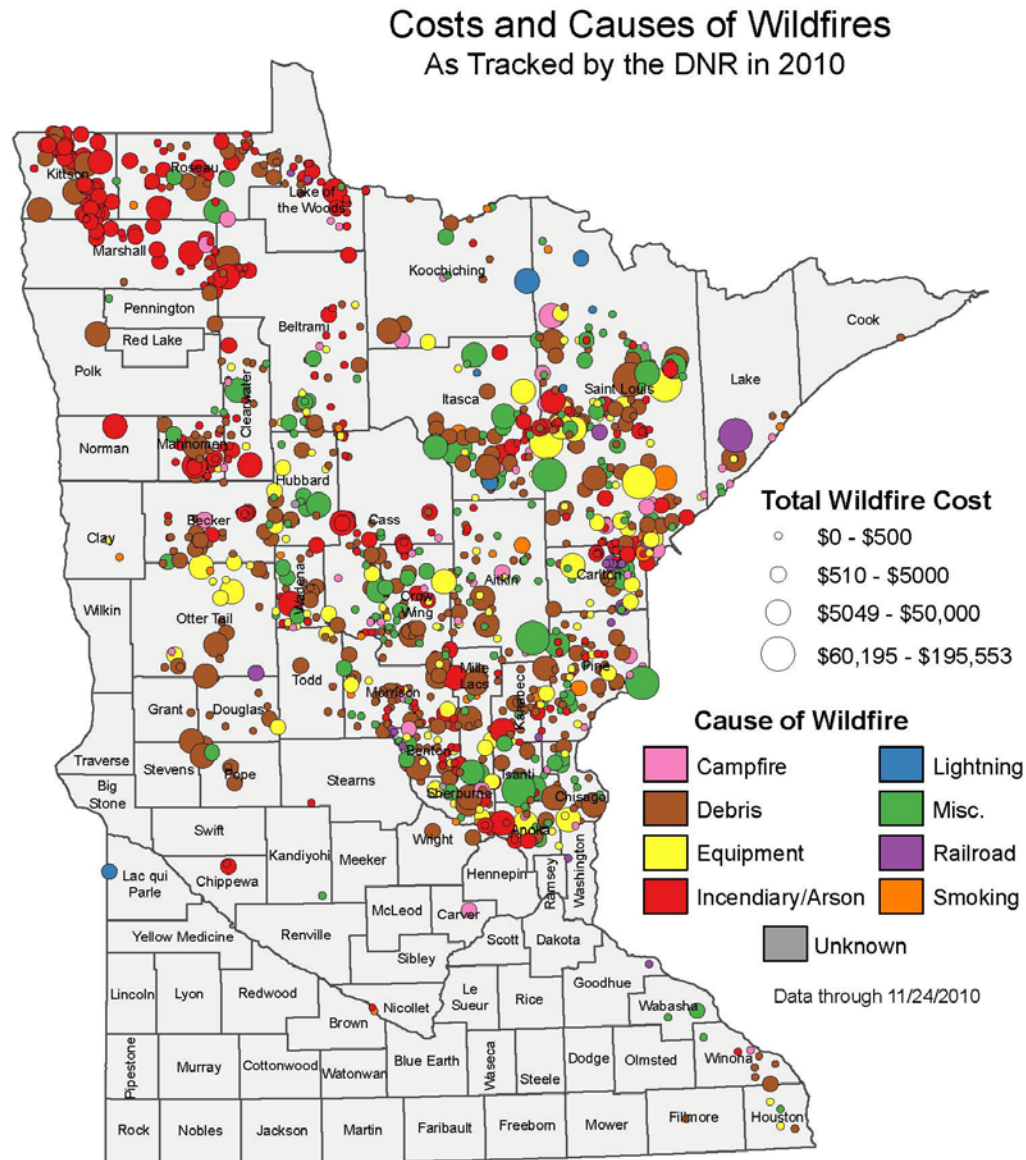 Costs and Causes of Wildfires
As Tracked by the DNR in 2010
Kittson
Roseau
Lake of
the Woods
Marshall
Koochiching
Pennington
Beltrami
Cook
Red Lake
Polk
Lake
Clearwater
Itasca
Saint Louis
Norman
Mahnomen
Hubbard
Becker
Cass
Clay
Aitkin
Carlton
Wadena
Crow
Wing
Wilkin
Otter Tail
Todd
Mille
Lacs
Pine
Kanabec
Morrison
Grant
Douglas
Benton
Traverse
Stevens
Pope
Stearns
Isanti
Big
Stone
Sherburne
Chisago
Swift
Anoka
Wright
Kandiyohi
Meeker
Hennepin
Ramsey
Washington
Lac qui
Parle
Chippewa
McLeod
Carver
Yellow Medicine
Renville
Scott
Dakota
Sibley
Goodhue
Lincoln
Lyon
Redwood
Nicollet
Le
Sueur
Rice
Wabasha
Brown
Pipestone
Murray
Cottonwood
Watonwan
Blue Earth
Waseca
Steele
Dodge
Olmsted
Winona
Rock
Nobles
Jackson
Martin
Faribault
Freeborn
Mower
Fillmore
Houston
Total Wildfire Cost
$0 - $500
$510 - $5000
$5049 - $50,000
$60,195 - $195,553
Cause of Wildfire
Campfire
Lightning
Debris
Misc.
Equipment
Railroad
Incendiary/Arson
Smoking
Unknown
Data through 11/24/2010